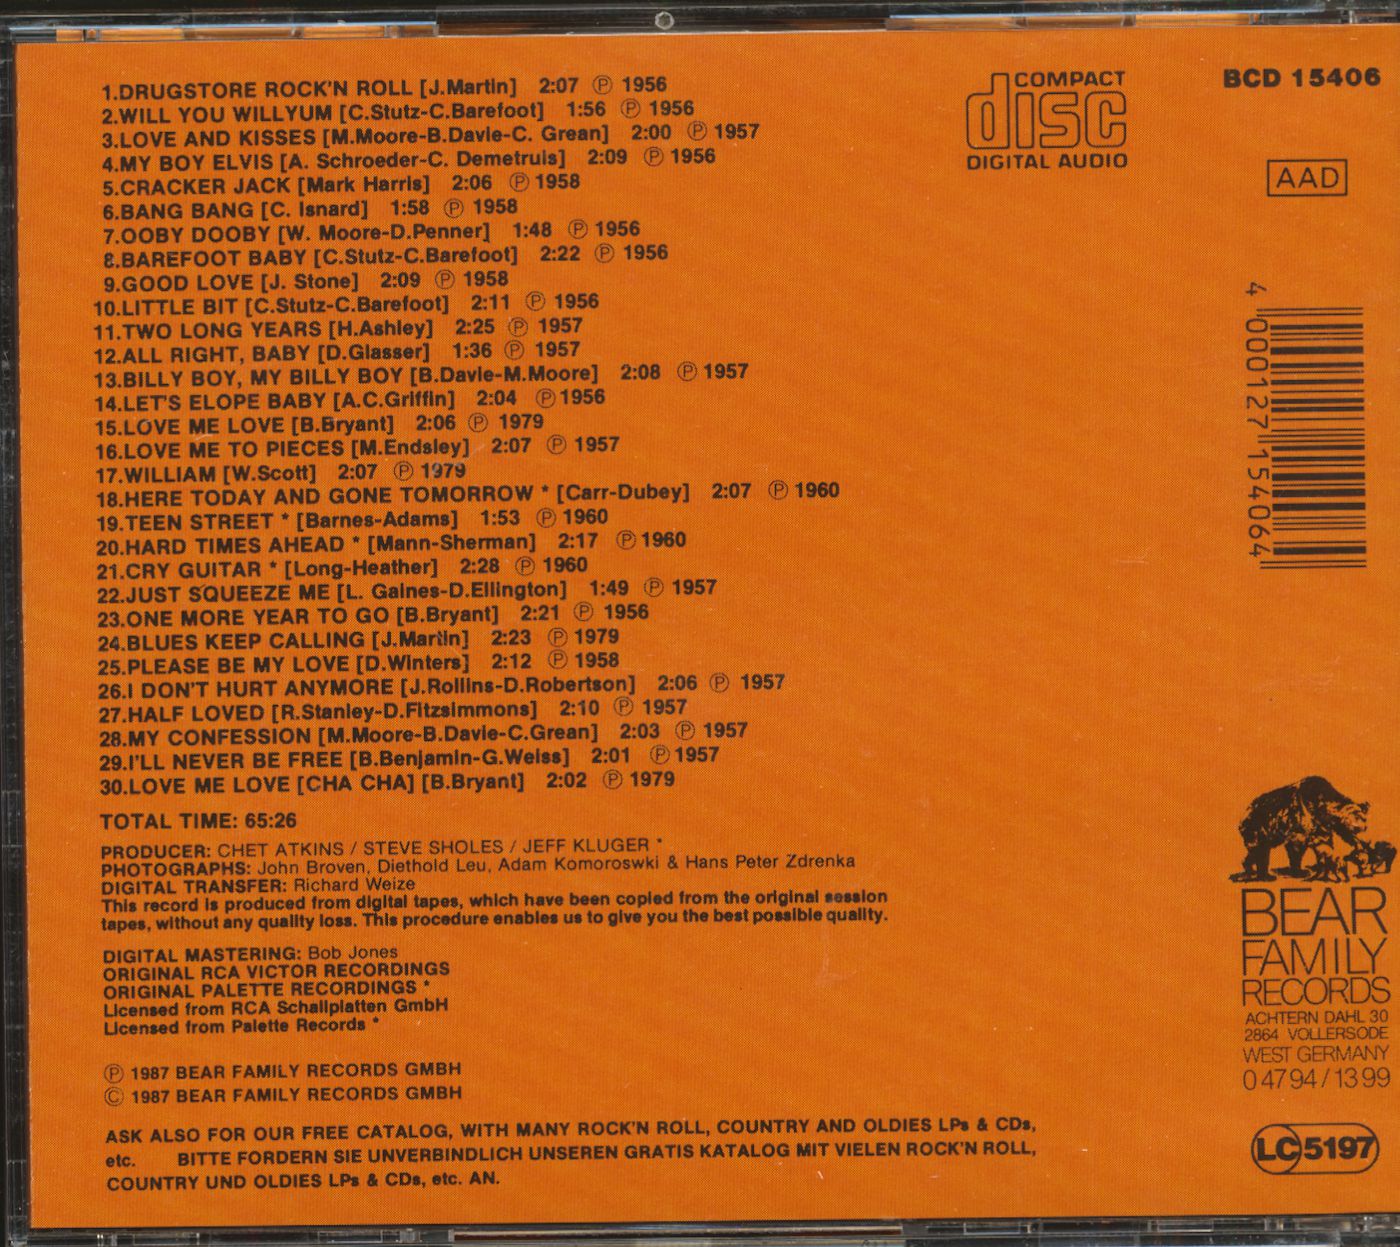 1.DRUGSTORE ROCK'N ROLL [J.Martin] 2:07 Ⓟ 1956
2.WILL YOU WILLYUM [C.Stutz-C.Barefoot] 1:56 Ⓟ 1956
3.LOVE AND KISSES [M.Moore-B.Davie-C. Grean] 2:00 Ⓟ 1957
4.MY BOY ELVIS [A. Schroeder-C. Demetruis] 2:09 Ⓟ 1956
5.CRACKER JACK [Mark Harris] 2:06 Ⓟ 1958
6.BANG BANG [C. Isnard] 1:58 Ⓟ 1958
7.OOBY DOOBY [W. Moore-D.Penner] 1:48 Ⓟ 1956
8.BAREFOOT BABY [C.Stutz-C.Barefoot] 2:22 Ⓟ 1956
9.GOOD LOVE [J. Stone] 2:09 Ⓟ 1958
10.LITTLE BIT [C.Stutz-C.Barefoot] 2:11 Ⓟ 1956
11.TWO LONG YEARS [H.Ashley] 2:25 Ⓟ 1957
12.ALL RIGHT, BABY [D.Glasser] 1:36 Ⓟ 1957
13.BILLY BOY, MY BILLY BOY [B.Davie-M.Moore] 2:08 Ⓟ 1957
14.LET'S ELOPE BABY [A.C.Griffin] 2:04 Ⓟ 1956
15.LOVE ME LOVE [B.Bryant] 2:06 Ⓟ 1979
16.LOVE ME TO PIECES [M.Endsley] 2:07 Ⓟ 1957
17.WILLIAM [W.Scott] 2:07 Ⓟ 1979
18.HERE TODAY AND GONE TOMORROW * [Carr-Dubey] 2:07 Ⓟ 1960
19.TEEN STREET * [Barnes-Adams] 1:53 Ⓟ 1960
20.HARD TIMES AHEAD * [Mann-Sherman] 2:17 Ⓟ 1960
21.CRY GUITAR * [Long-Heather] 2:28 Ⓟ 1960
22.JUST SQUEEZE ME [L. Gaines-D.Ellington] 1:49 Ⓟ 1957
23.ONE MORE YEAR TO GO [B.Bryant] 2:21 Ⓟ 1956
24.BLUES KEEP CALLING [J.Martin] 2:23 Ⓟ 1979
25.PLEASE BE MY LOVE [D.Winters] 2:12 Ⓟ 1958
26.I DON'T HURT ANYMORE [J.Rollins-D.Robertson] 2:06 Ⓟ 1957
27.HALF LOVED [R.Stanley-D.Fitzsimmons] 2:10 Ⓟ 1957
28.MY CONFESSION [M.Moore-B.Davie-C.Grean] 2:03 Ⓟ 1957
29.I'LL NEVER BE FREE [B.Benjamin-G.Weiss] 2:01 Ⓟ 1957
30.LOVE ME LOVE [CHA CHA] [B.Bryant] 2:02 Ⓟ 1979
TOTAL TIME: 65:26
PRODUCER: CHET ATKINS / STEVE SHOLES / JEFF KLUGER *
PHOTOGRAPHS: John Broven, Diethold Leu, Adam Komoroswki & Hans Peter Zdrenka
DIGITAL TRANSFER: Richard Weize
This record is produced from digital tapes, which have been copied from the original session
tapes, without any quality loss. This procedure enables us to give you the best possible quality.
DIGITAL MASTERING: Bob Jones
ORIGINAL RCA VICTOR RECORDINGS
ORIGINAL PALETTE RECORDINGS *
Licensed from RCA Schallplatten GmbH
Licensed from Palette Records *
Ⓟ 1987 BEAR FAMILY RECORDS GMBH
© 1987 BEAR FAMILY RECORDS GMBH
ASK ALSO FOR OUR FREE CATALOG, WITH MANY ROCK'N ROLL, COUNTRY AND OLDIES LPs & CDs,
etc. BITTE FORDERN SIE UNVERBINDLICH UNSEREN GRATIS KATALOG MIT VIELEN ROCK'N ROLL,
COUNTRY UND OLDIES LPs & CDs, etc. AN.
COMPACT
disc
DIGITAL AUDIO
BCD 15406
AAD
4 000127 154064
BEAR
FAMILY
RECORDS
ACHTERN DAHL 30
2864 VOLLERSODE
WEST GERMANY
0 47 94 / 13 99
LC 5197